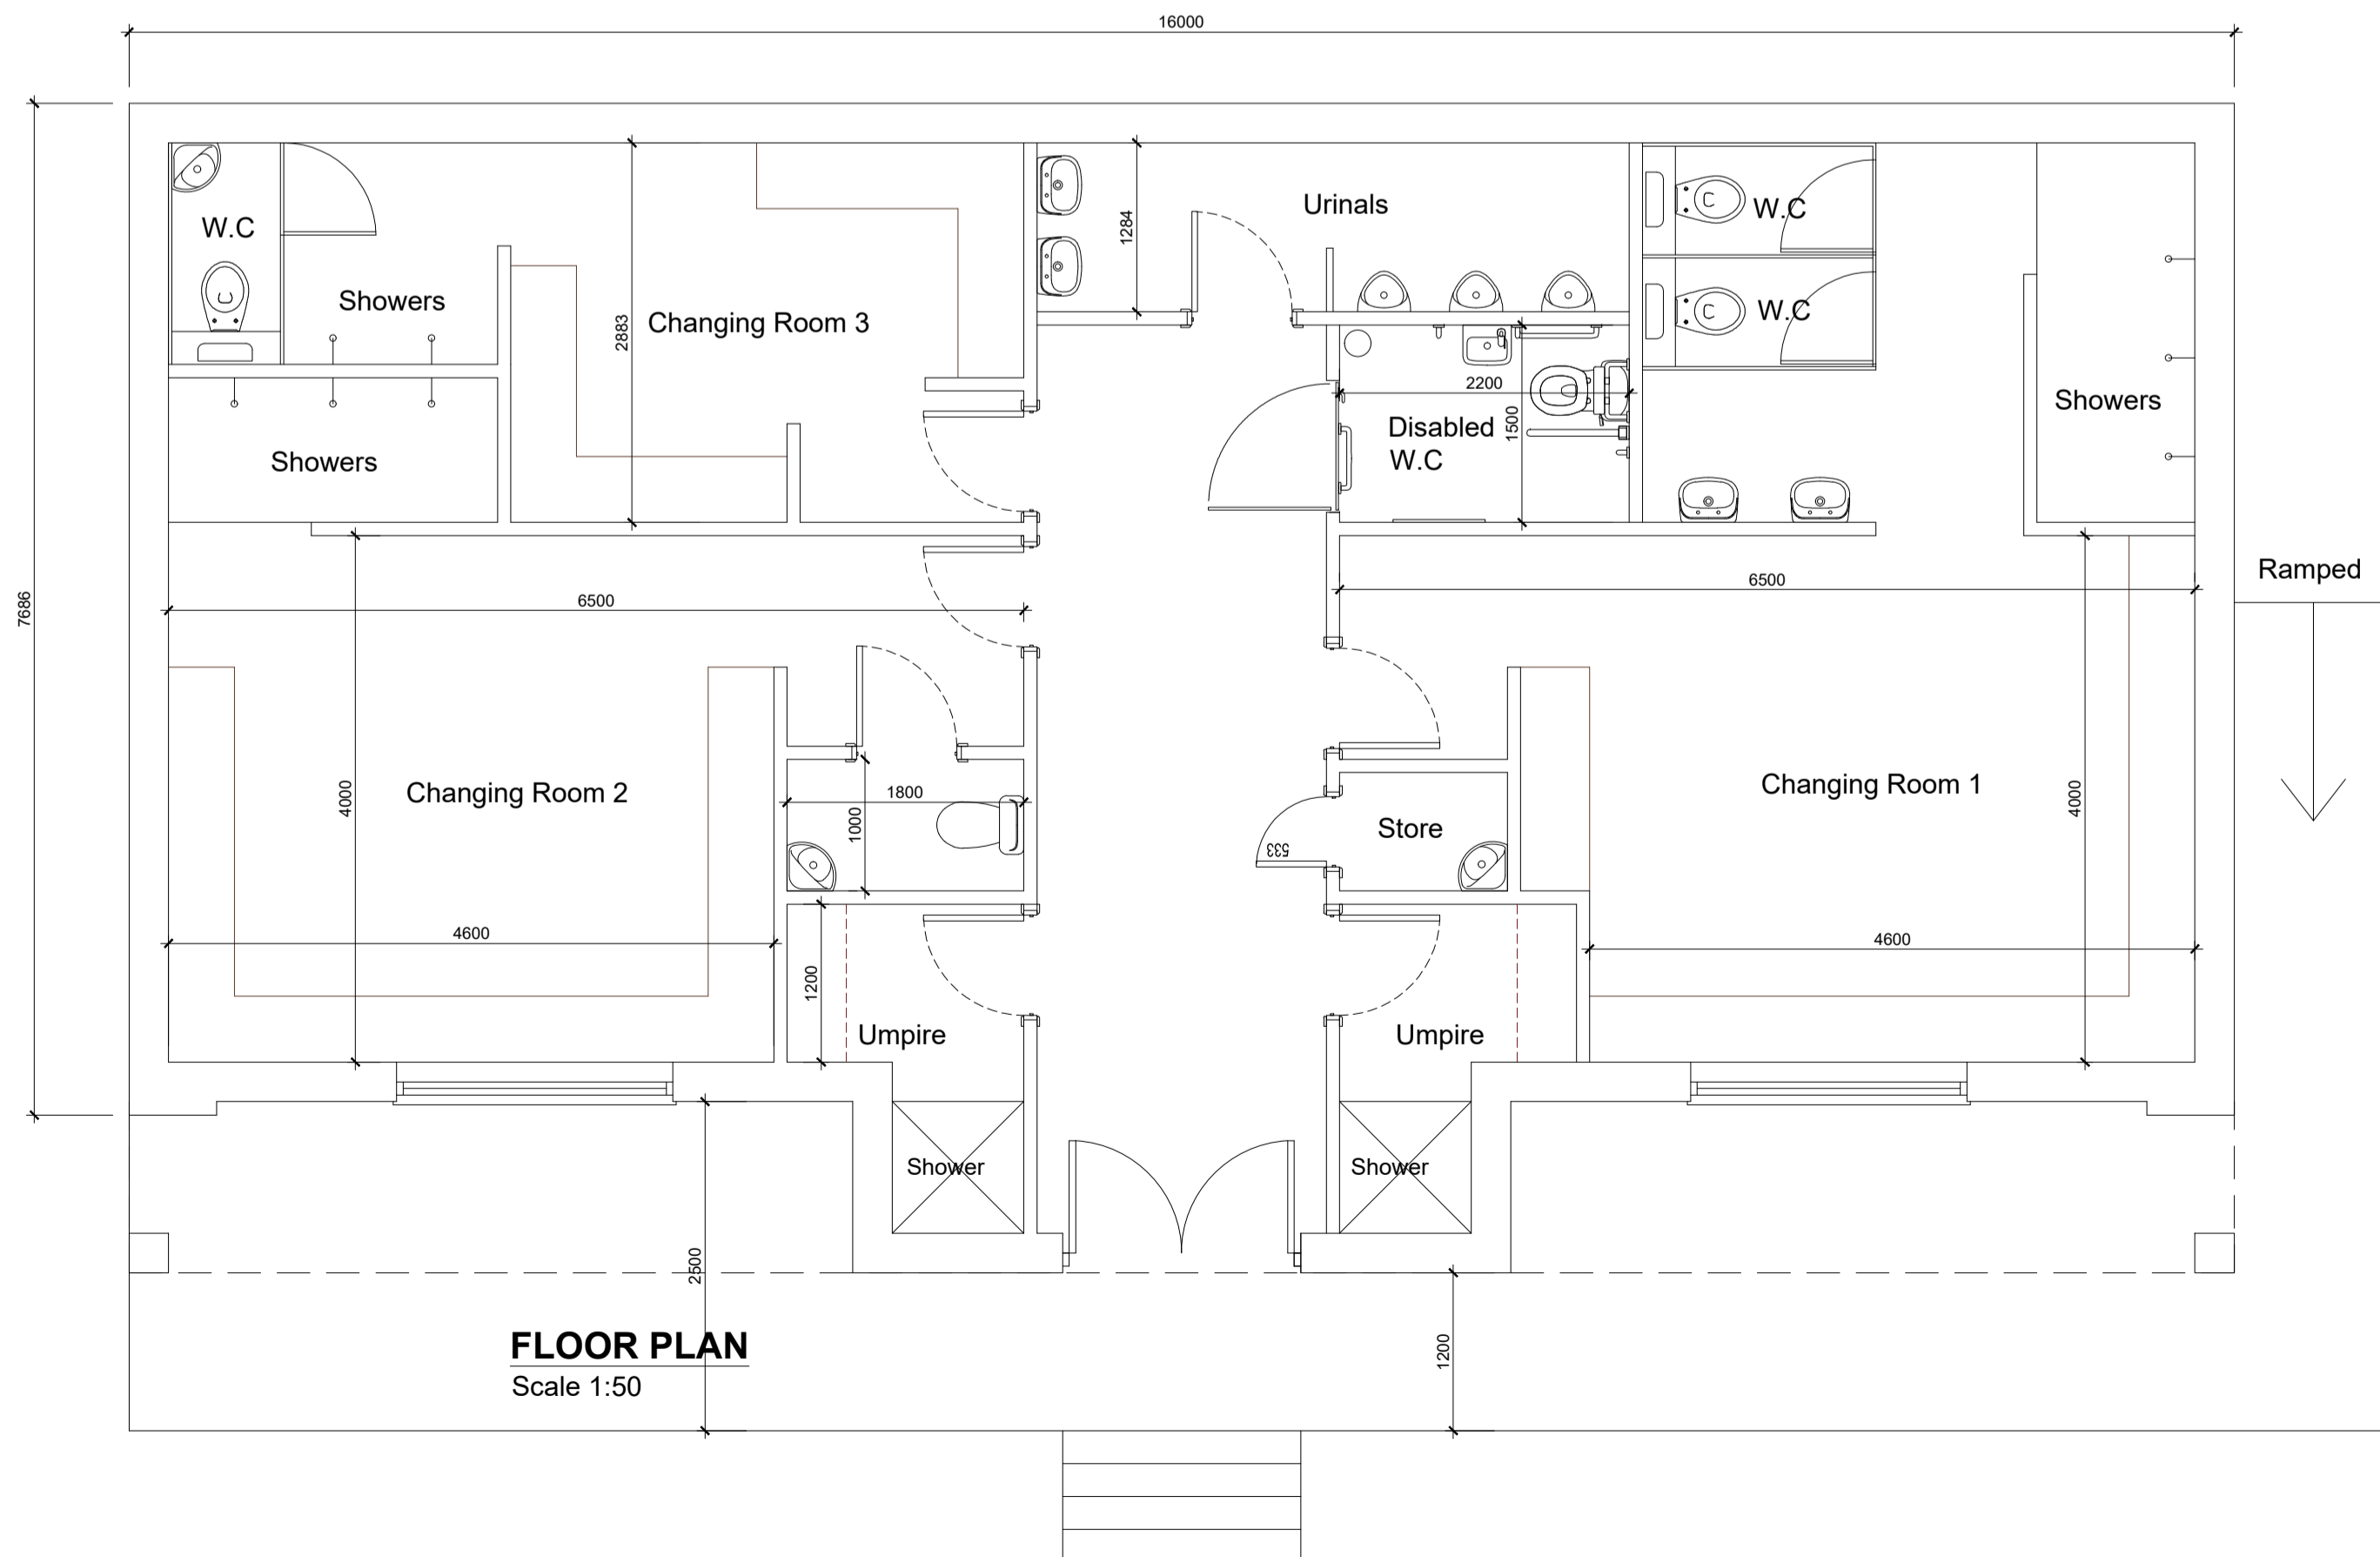 16000
W.C
Urinals
W.C
1284
Showers
Changing Room 3
2883
W.C
2200
Showers
Disabled
W.C
1500
Showers
Ramped
6500
6500
7686
Changing Room 2
4000
1800
1000
Store
533
Changing Room 1
4000
4600
4600
1200
Umpire
Umpire
Shower
Shower
2500
FLOOR PLAN
Scale 1:50
1200